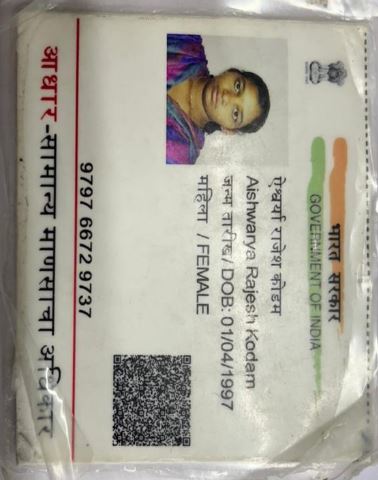 भारत सरकार
GOVERNMENT OF INDIA
ऐश्वर्या राजेश कोडम
Aishwarya Rajesh Kodam
जन्म तारीख/ DOB: 01/04/1997
महिला / FEMALE
9797 6672 9737
आधार-सामान्य माणसाचा अधिकार